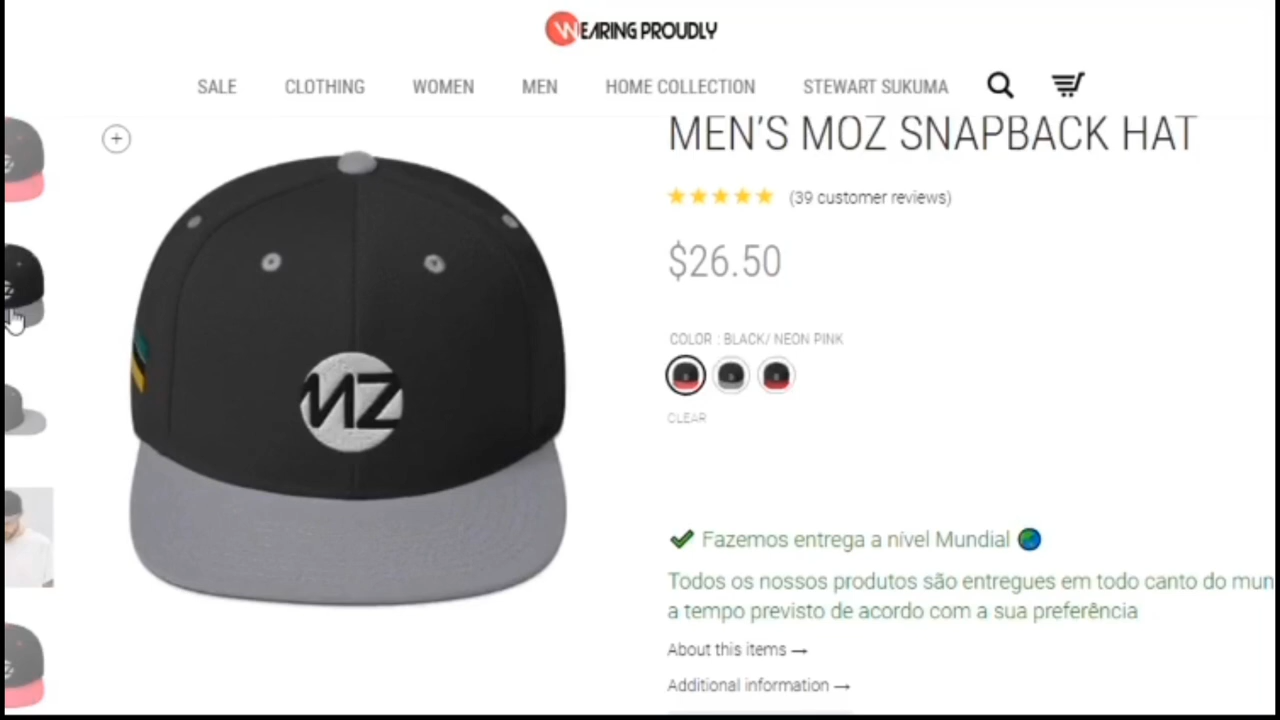 WEARING PROUDLY
SALE CLOTHING WOMEN MEN HOME COLLECTION STEWART SUKUMA
MEN'S MOZ SNAPBACK HAT
(39 customer reviews)
$26.50
COLOR : BLACK/ NEON PINK
CLEAR
MZ
Fazemos entrega a nível Mundial
Todos os nossos produtos são entregues em todo canto do mun
a tempo previsto de acordo com a sua preferência
About this items →
Additional information →